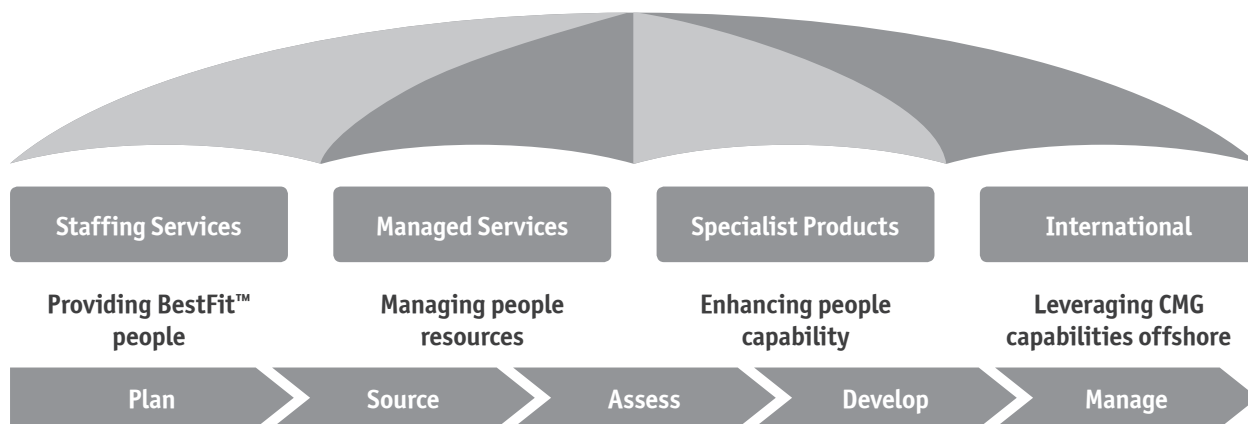 Staffing Services
Managed Services
Specialist Products
International
Providing BestFit™
people
Managing people
resources
Enhancing people
capability
Leveraging CMG
capabilities offshore
Plan
Source
Assess
Develop
Manage